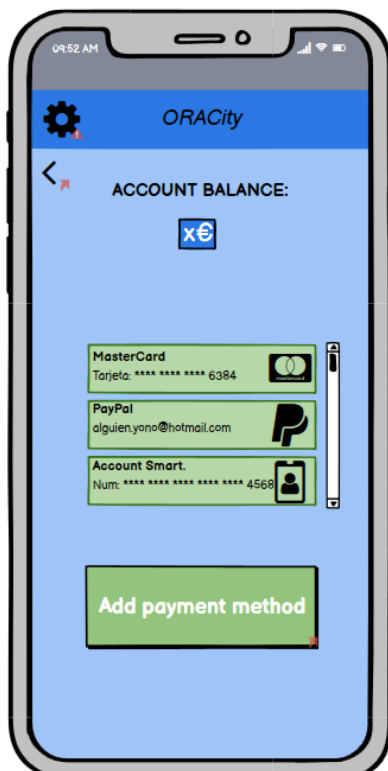 09:52 AM
ORACity
ACCOUNT BALANCE:
x€
MasterCard
Tarjeta: **** **** **** 6384
mastercard
PayPal
alguien.yono@hotmail.com
Account Smart.
Num: **** **** **** **** **** 4568
Add payment method